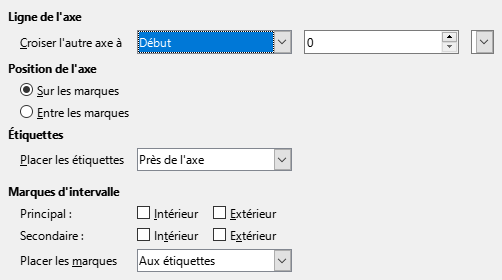 Ligne de l'axe
Croiser l'autre axe à Début 0
Position de l'axe
Sur les marques
Entre les marques
Étiquettes
Placer les étiquettes Près de l'axe
Marques d'intervalle
Principal : Intérieur Extérieur
Secondaire : Intérieur Extérieur
Placer les marques Aux étiquettes